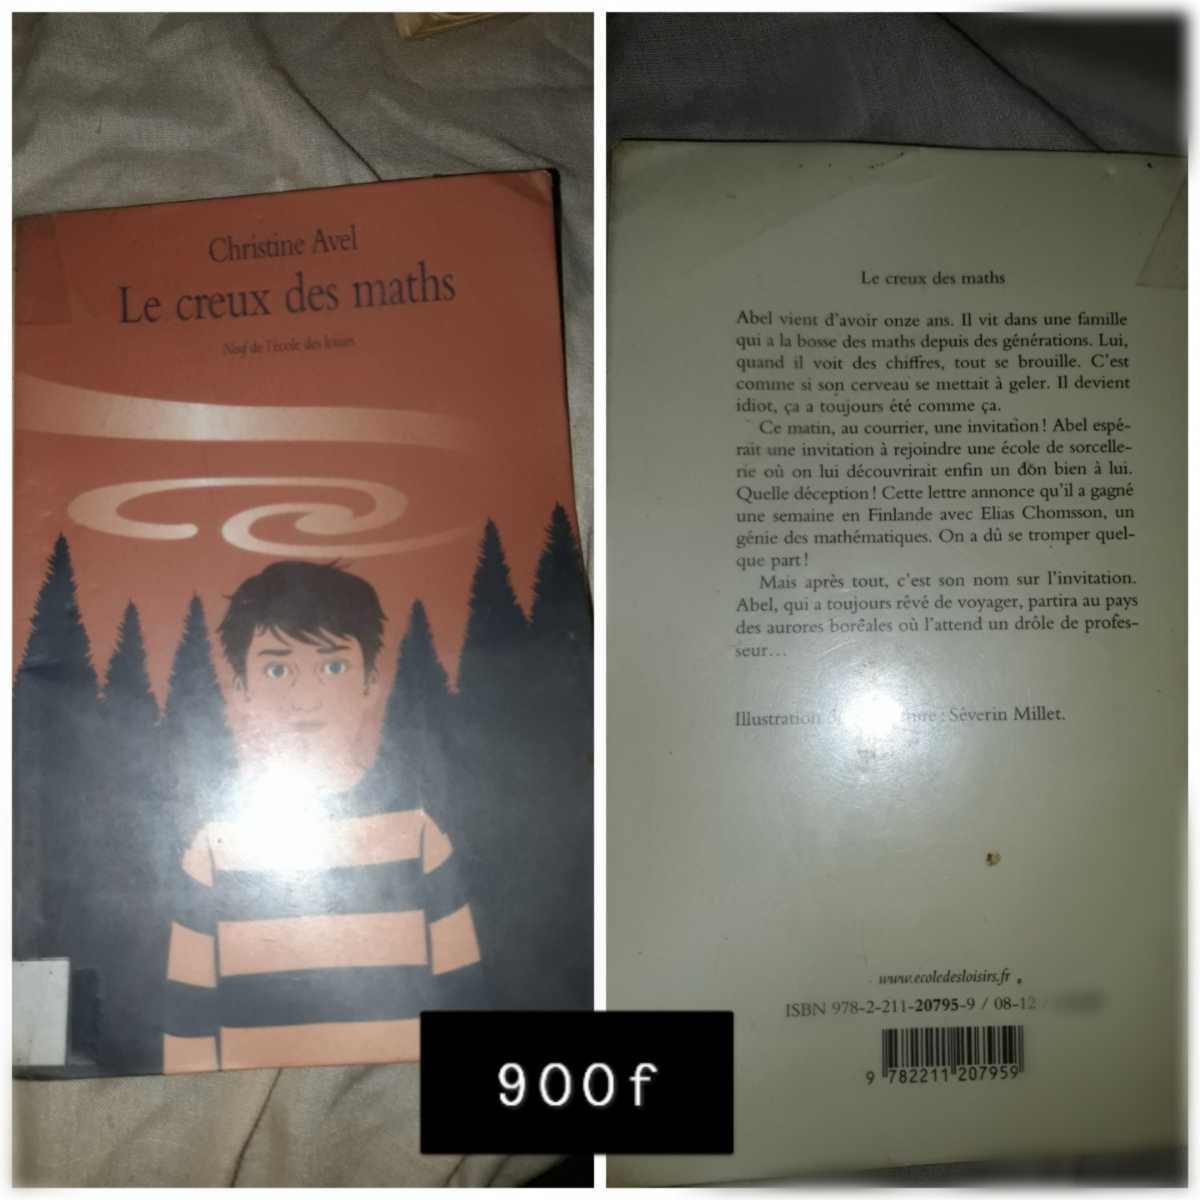 Christine Avel
Le creux des maths
Neuf de l'école des loisirs
Le creux des maths
Abel vient d'avoir onze ans. Il vit dans une famille
qui a la bosse des maths depuis des générations. Lui,
quand il voit des chiffres, tout se brouille. C'est
comme si son cerveau se mettait à geler. Il devient
idiot, ça a toujours été comme ça.
Ce matin, au courrier, une invitation ! Abel espé-
rait une invitation à rejoindre une école de sorcelle-
rie où on lui découvrirait enfin un don bien à lui.
Quelle déception ! Cette lettre annonce qu'il a gagné
une semaine en Finlande avec Elias Chomsson, un
génie des mathématiques. On a dû se tromper quel-
que part !
Mais après tout, c'est son nom sur l'invitation.
Abel, qui a toujours rêvé de voyager, partira au pays
des aurores boréales où l'attend un drôle de profes-
seur...
Illustration : Séverin Millet.
www.ecoledesloisirs.fr
ISBN 978-2-211-20795-9 / 08-12 /
9 782211 207959
900f